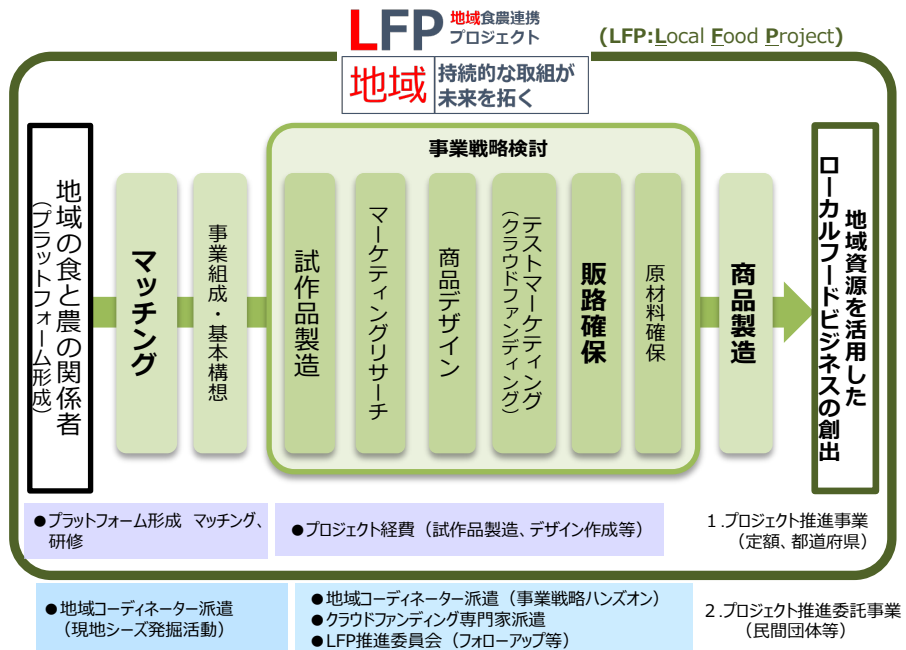 LFP 地域食農連携
プロジェクト
(LFP:Local Food Project)
地域 持続的な取組が
未来を拓く
地域の食と農の関係者
（プラットフォーム形成）
マッチング
事業組成・基本構想
事業戦略検討
試作品製造
マーケティングリサーチ
商品デザイン
テストマーケティング
（クラウドファンディング）
販路確保
原材料確保
商品製造
地域資源を活用した
ローカルフードビジネスの創出
●プラットフォーム形成 マッチング、
研修
●プロジェクト経費（試作品製造、デザイン作成等）
１.プロジェクト推進事業
（定額、都道府県）
●地域コーディネーター派遣
（現地シーズ発掘活動）
●地域コーディネーター派遣（事業戦略ハンズオン）
●クラウドファンディング専門家派遣
●LFP推進委員会（フォローアップ等）
２.プロジェクト推進委託事業
（民間団体等）